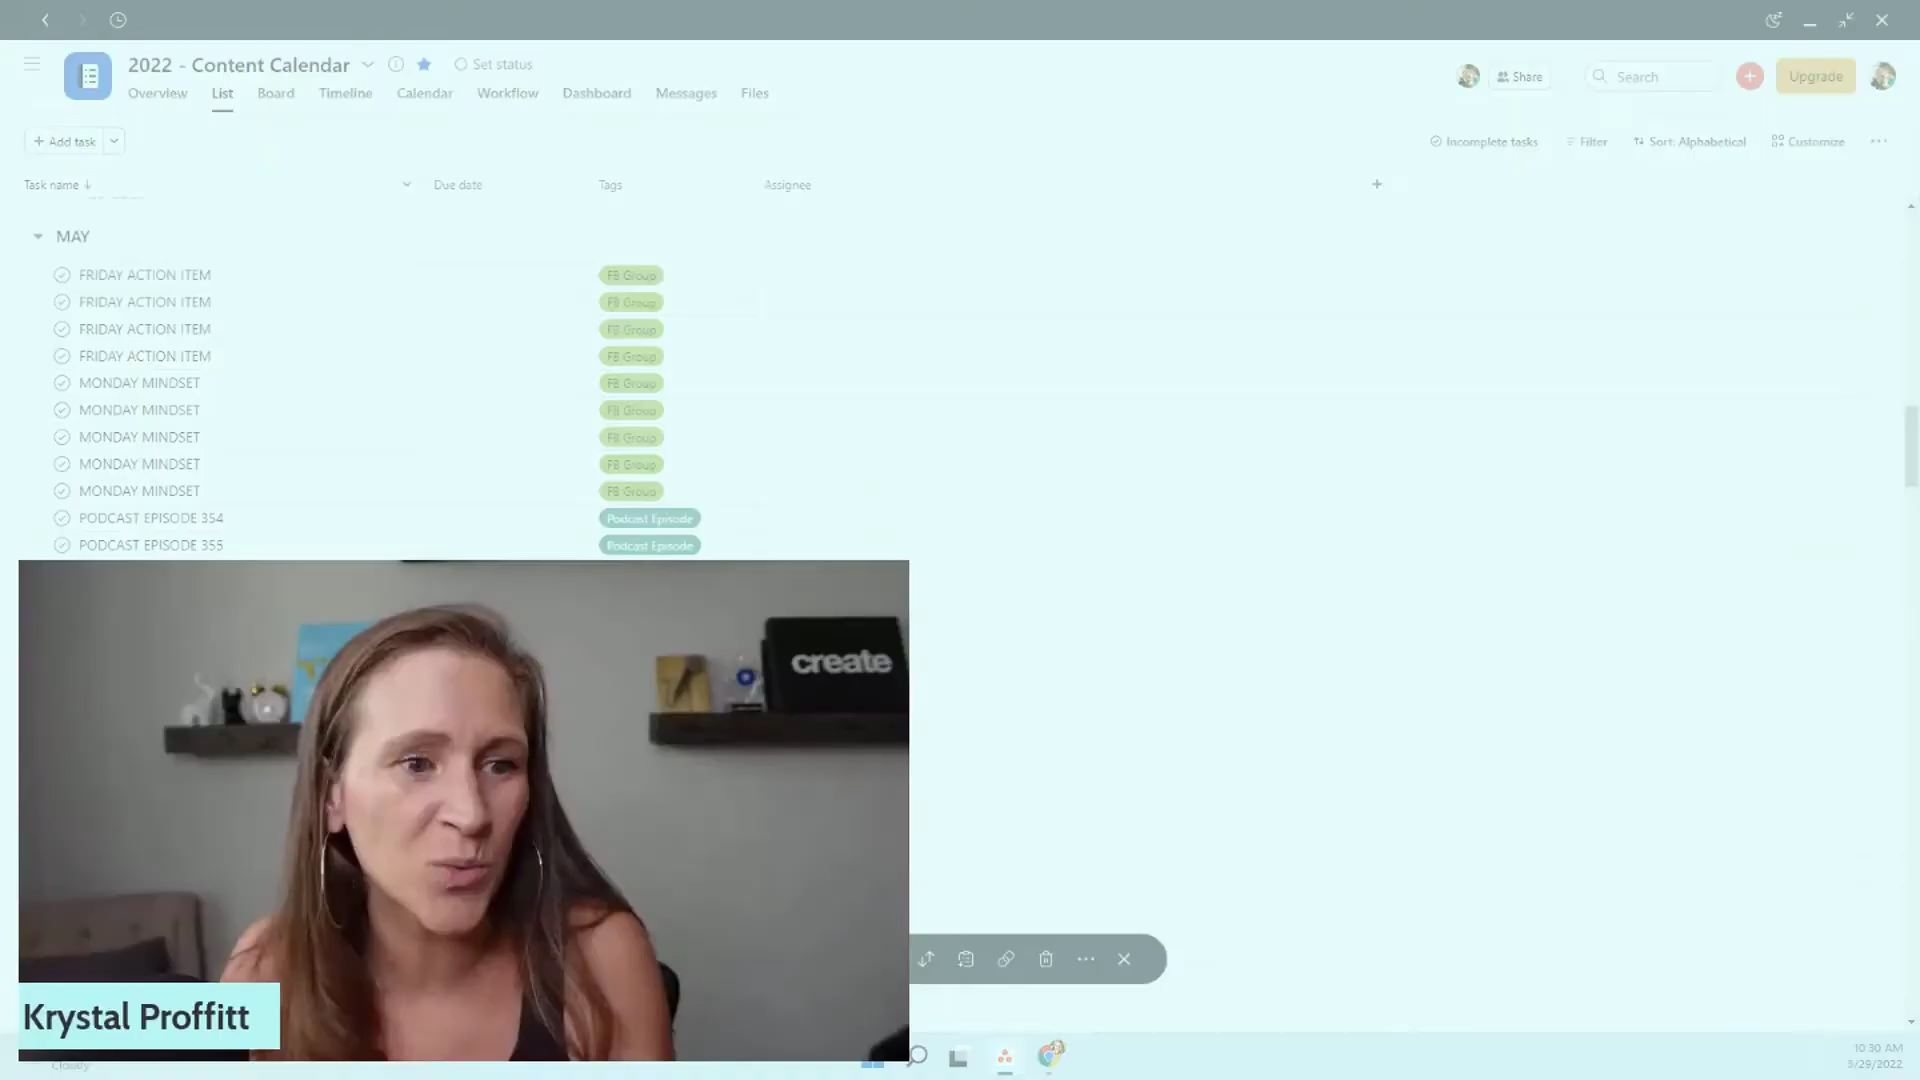 2022 - Content Calendar
Set status
Share
Search
Upgrade
Overview
List
Board
Timeline
Calendar
Workflow
Dashboard
Messages
Files
+ Add task
Incomplete tasks
Filter
Sort: Alphabetical
Customize
Task name
Due date
Tags
Assignee
MAY
FRIDAY ACTION ITEM FB Group
FRIDAY ACTION ITEM FB Group
FRIDAY ACTION ITEM FB Group
FRIDAY ACTION ITEM FB Group
MONDAY MINDSET FB Group
MONDAY MINDSET FB Group
MONDAY MINDSET FB Group
MONDAY MINDSET FB Group
MONDAY MINDSET FB Group
PODCAST EPISODE 354 Podcast Episode
PODCAST EPISODE 355 Podcast Episode
create
Krystal Proffitt
10:30 AM
3/29/2022